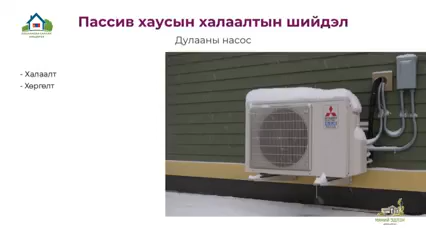 Пассив хаусын халаалтын шийдэл
Дулааны насос
- Халаалт
- Хөргөлт